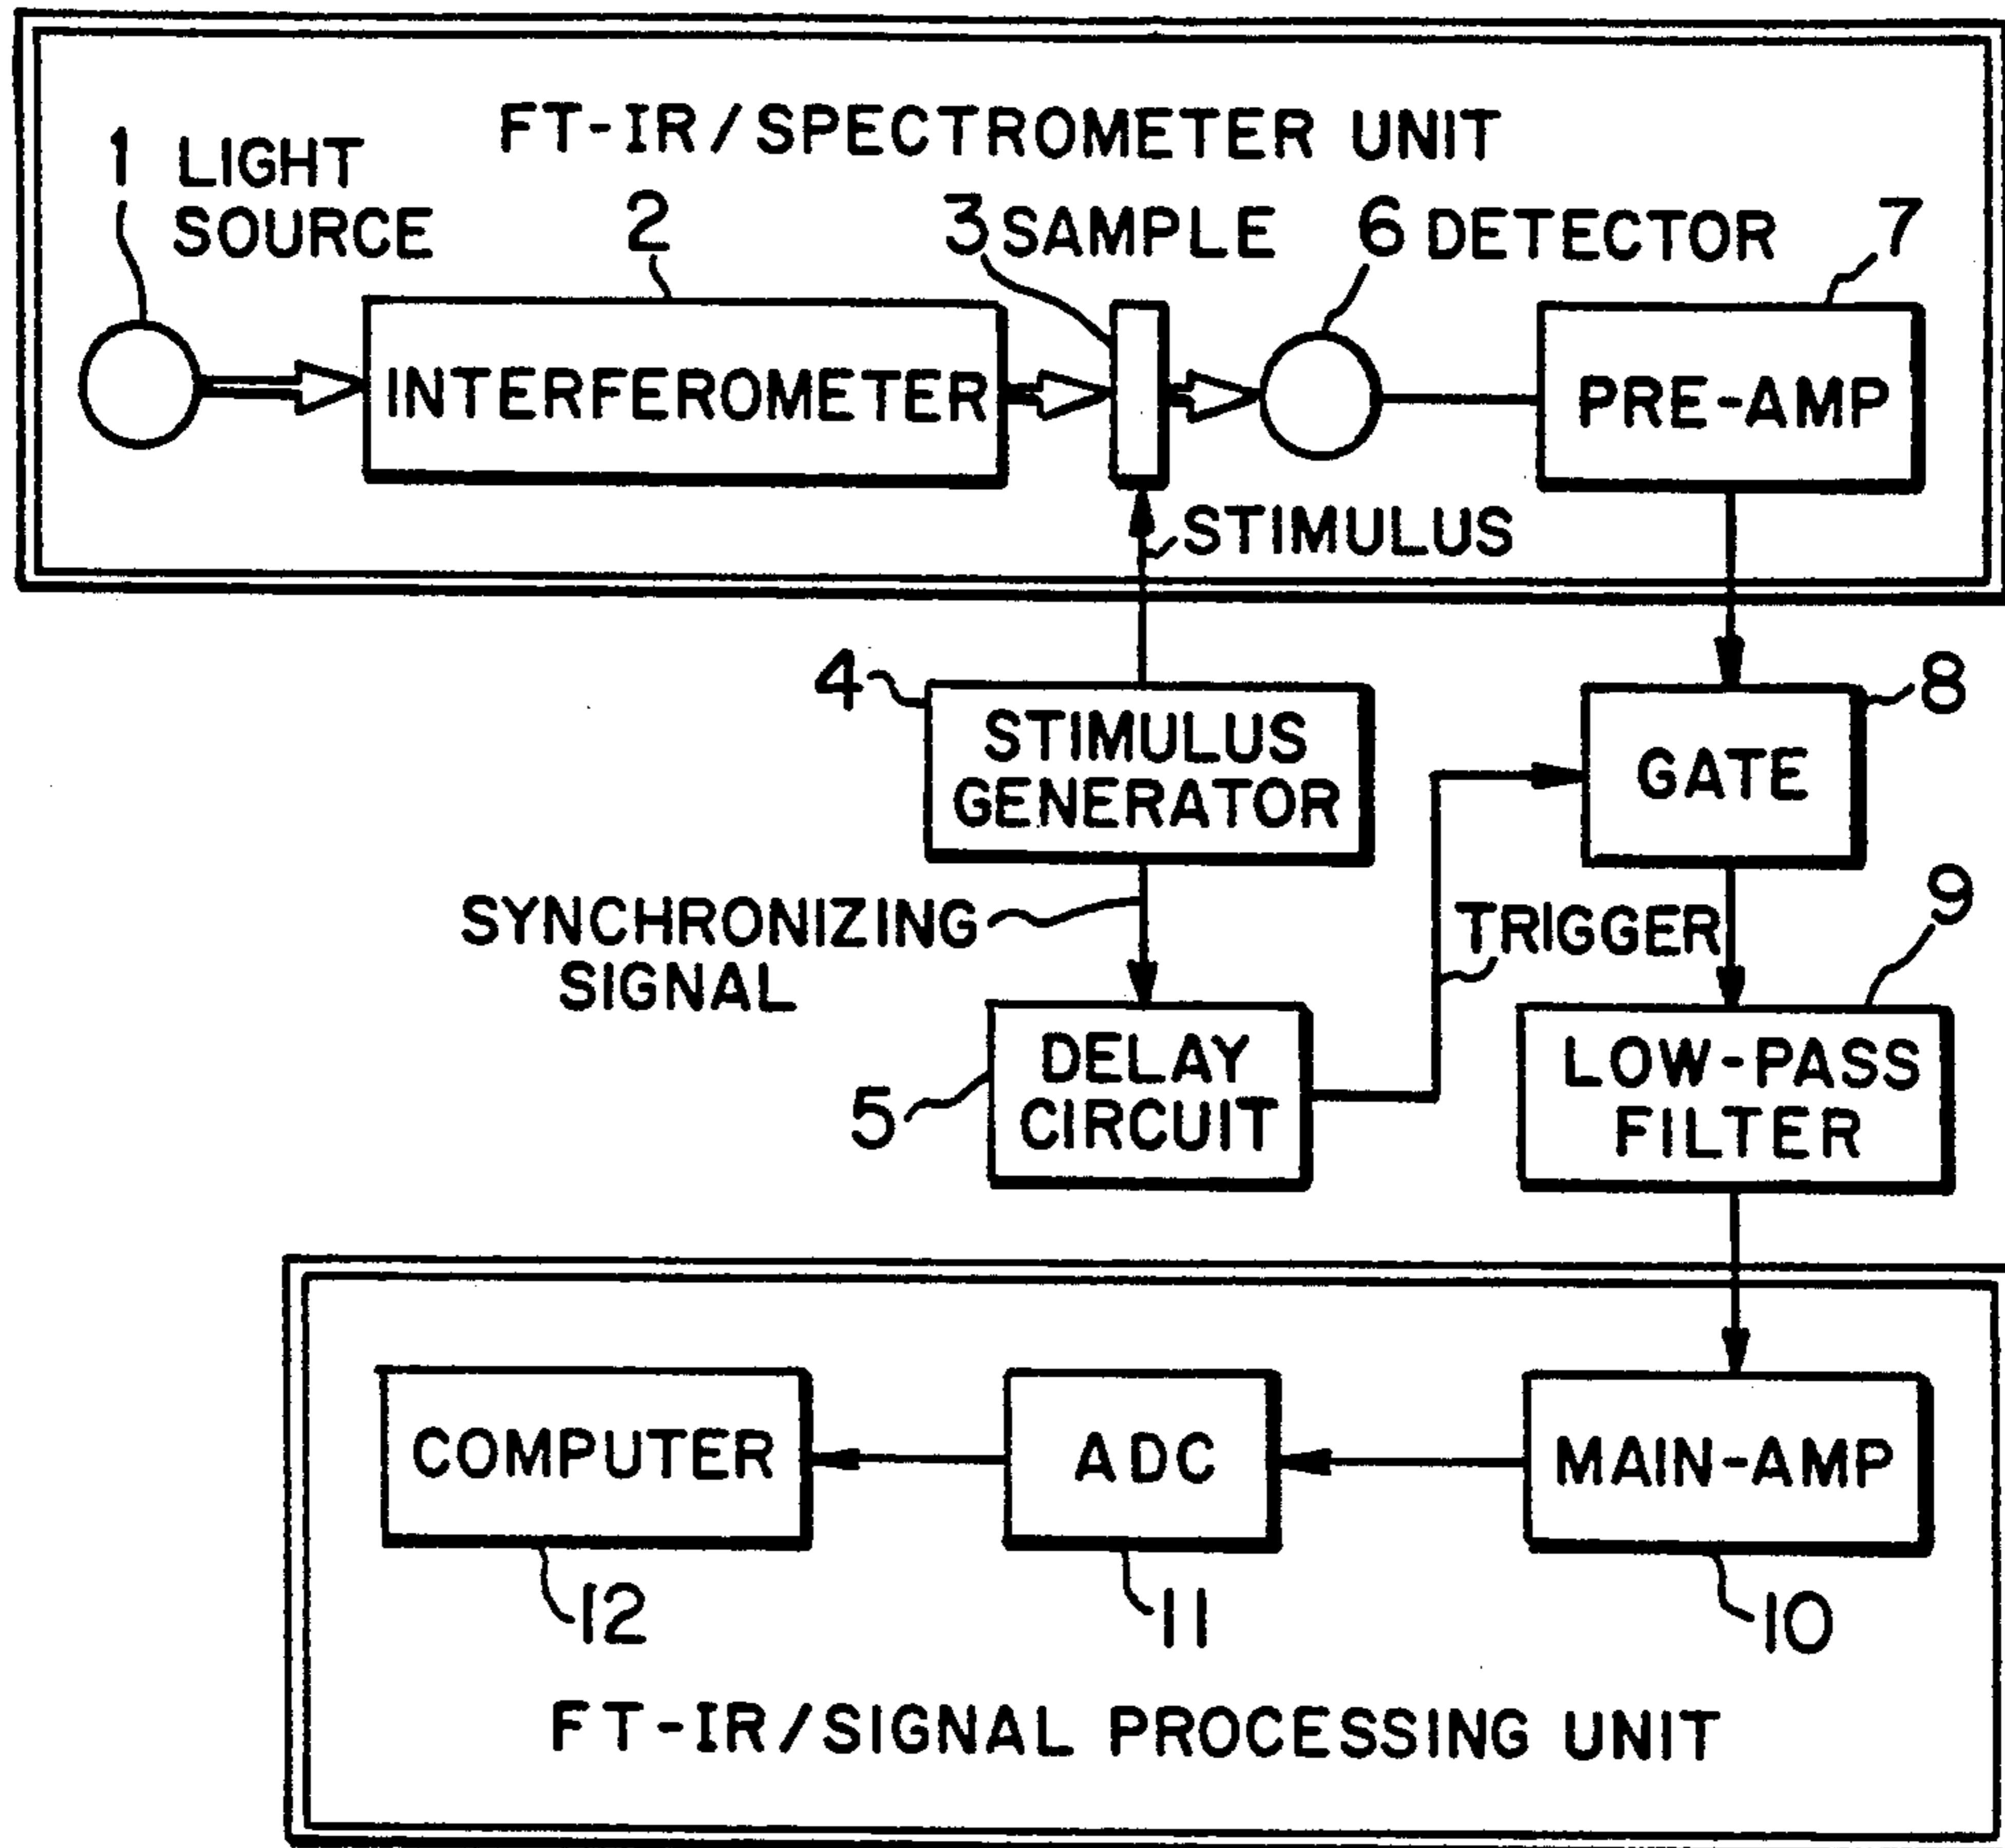 FT-IR/SPECTROMETER UNIT
1 LIGHT
SOURCE
2
3 SAMPLE
6 DETECTOR
7
INTERFEROMETER
PRE-AMP
STIMULUS
4
STIMULUS
GENERATOR
8
GATE
SYNCHRONIZING
SIGNAL
TRIGGER
9
5
DELAY
CIRCUIT
LOW-PASS
FILTER
COMPUTER
ADC
MAIN-AMP
12
11
10
FT-IR/SIGNAL PROCESSING UNIT